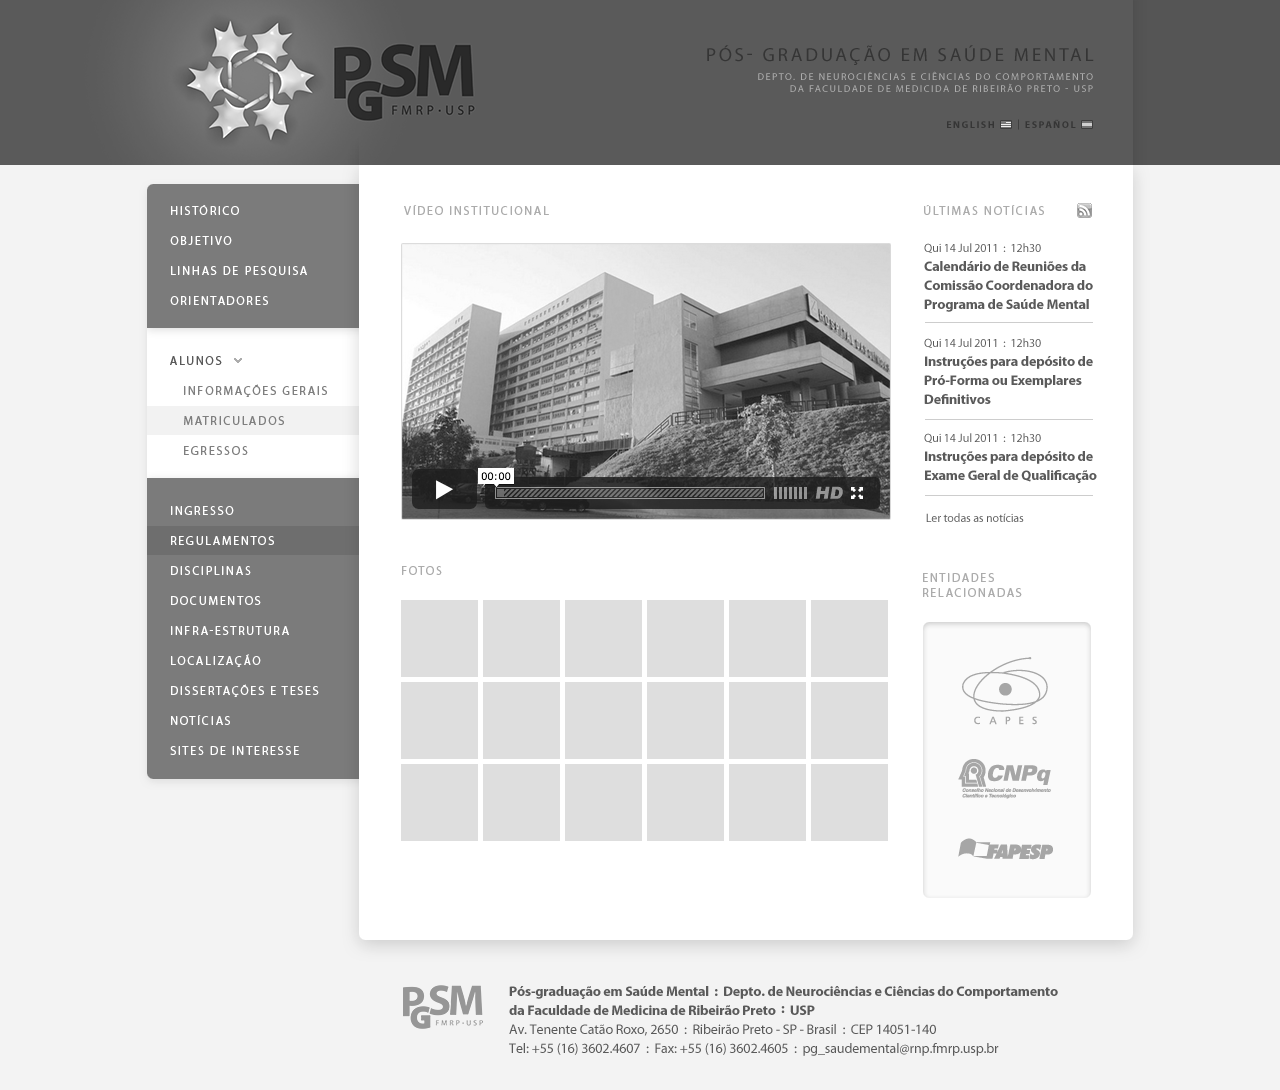 PGSM
FMRP·USP
PÓS- GRADUAÇÃO EM SAÚDE MENTAL
DEPTO. DE NEUROCIÊNCIAS E CIÊNCIAS DO COMPORTAMENTO
DA FACULDADE DE MEDICIDA DE RIBEIRÃO PRETO - USP
ENGLISH | ESPAÑOL
HISTÓRICO
OBJETIVO
LINHAS DE PESQUISA
ORIENTADORES
ALUNOS
INFORMAÇÕES GERAIS
MATRICULADOS
EGRESSOS
INGRESSO
REGULAMENTOS
DISCIPLINAS
DOCUMENTOS
INFRA-ESTRUTURA
LOCALIZAÇÃO
DISSERTAÇÕES E TESES
NOTÍCIAS
SITES DE INTERESSE
VÍDEO INSTITUCIONAL
HOSPITAL DAS
00:00
HD
FOTOS
ÚLTIMAS NOTÍCIAS
Qui 14 Jul 2011 : 12h30
Calendário de Reuniões da
Comissão Coordenadora do
Programa de Saúde Mental
Qui 14 Jul 2011 : 12h30
Instruções para depósito de
Pró-Forma ou Exemplares
Definitivos
Qui 14 Jul 2011 : 12h30
Instruções para depósito de
Exame Geral de Qualificação
Ler todas as notícias
ENTIDADES
RELACIONADAS
CAPES
CNPq
Conselho Nacional de Desenvolvimento
Científico e Tecnológico
FAPESP
PGSM
FMRP·USP
Pós-graduação em Saúde Mental : Depto. de Neurociências e Ciências do Comportamento
da Faculdade de Medicina de Ribeirão Preto : USP
Av. Tenente Catão Roxo, 2650 : Ribeirão Preto - SP - Brasil : CEP 14051-140
Tel: +55 (16) 3602.4607 : Fax: +55 (16) 3602.4605 : pg_saudemental@rnp.fmrp.usp.br